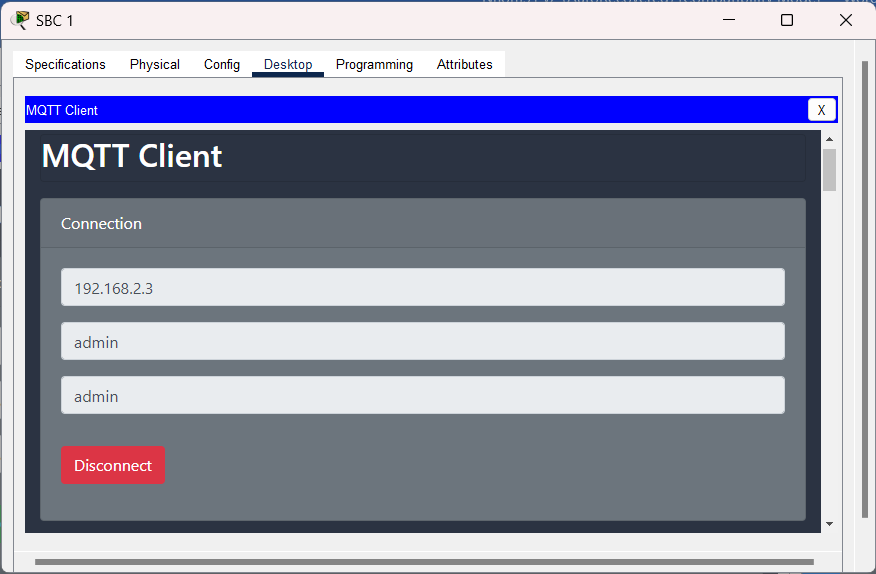 SBC 1
Specifications Physical Config Desktop Programming Attributes
MQTT Client X
MQTT Client
Connection
192.168.2.3
admin
admin
Disconnect